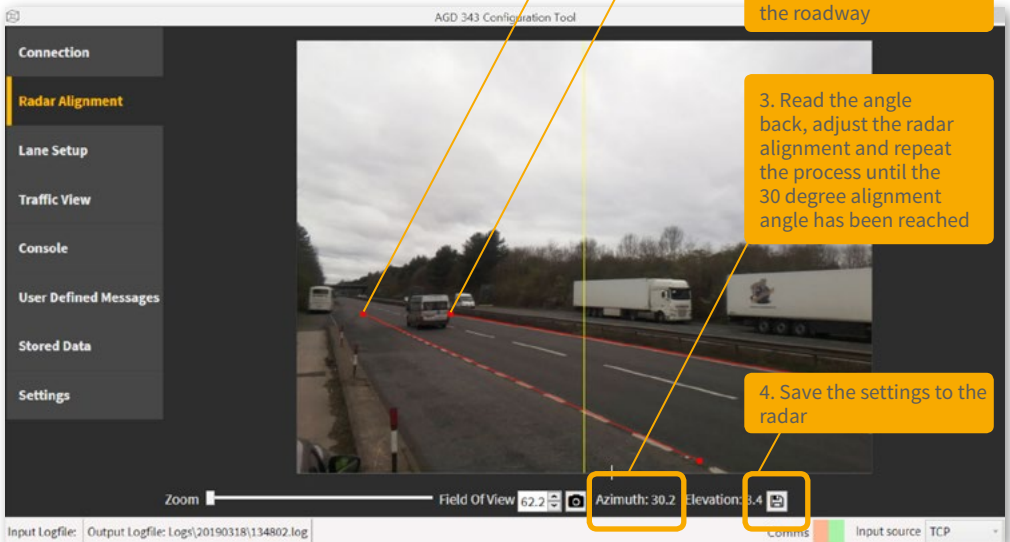 AGD 343 Configuration Tool
the roadway
Connection
Radar Alignment
Lane Setup
Traffic View
Console
User Defined Messages
Stored Data
Settings
3. Read the angle
back, adjust the radar
alignment and repeat
the process until the
30 degree alignment
angle has been reached
4. Save the settings to the
radar
Zoom Field Of View 62.2 Azimuth: 30.2 Elevation: 8.4
Input Logfile: Output Logfile: Logs\20190318\134802.log Comms Input source TCP